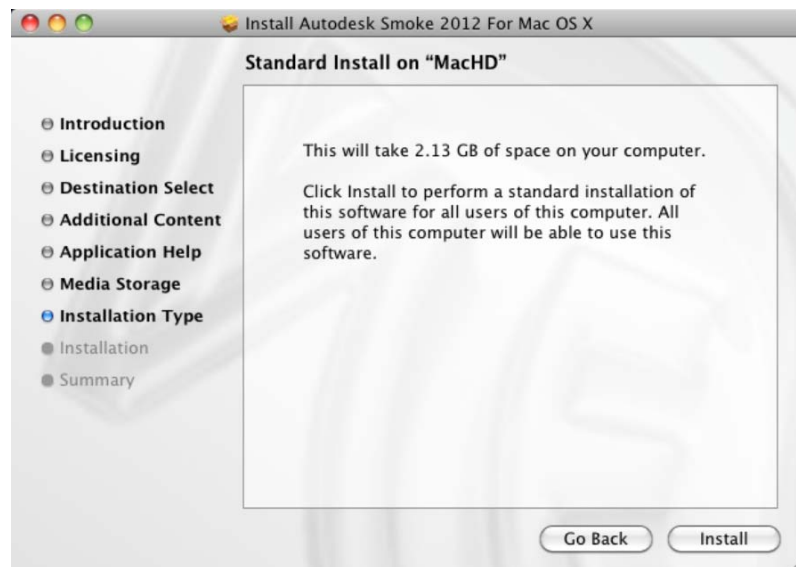 Install Autodesk Smoke 2012 For Mac OS X
Standard Install on “MacHD”
Introduction
Licensing
Destination Select
Additional Content
Application Help
Media Storage
Installation Type
Installation
Summary
This will take 2.13 GB of space on your computer.
Click Install to perform a standard installation of
this software for all users of this computer. All
users of this computer will be able to use this
software.
Go Back
Install